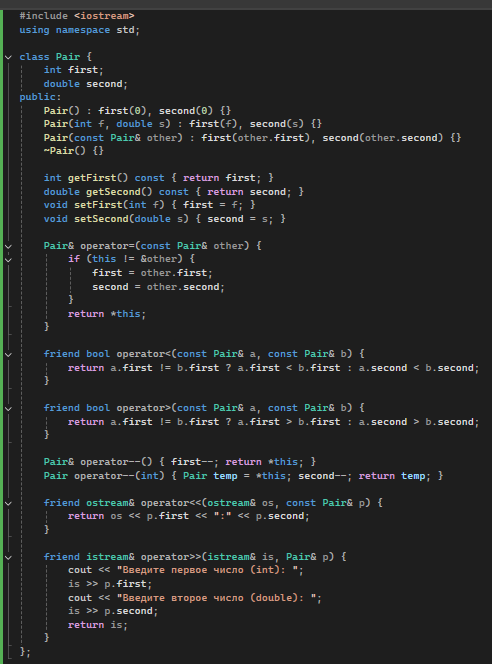 #include <iostream>
using namespace std;
class Pair {
int first;
double second;
public:
Pair() : first(0), second(0) {}
Pair(int f, double s) : first(f), second(s) {}
Pair(const Pair& other) : first(other.first), second(other.second) {}
~Pair() {}
int getFirst() const { return first; }
double getSecond() const { return second; }
void setFirst(int f) { first = f; }
void setSecond(double s) { second = s; }
Pair& operator=(const Pair& other) {
if (this != &other) {
first = other.first;
second = other.second;
}
return *this;
}
friend bool operator<(const Pair& a, const Pair& b) {
return a.first != b.first ? a.first < b.first : a.second < b.second;
}
friend bool operator>(const Pair& a, const Pair& b) {
return a.first != b.first ? a.first > b.first : a.second > b.second;
}
Pair& operator--() { first--; return *this; }
Pair operator--(int) { Pair temp = *this; second--; return temp; }
friend ostream& operator<<(ostream& os, const Pair& p) {
return os << p.first << ":" << p.second;
}
friend istream& operator>>(istream& is, Pair& p) {
cout << "Введите первое число (int): ";
is >> p.first;
cout << "Введите второе число (double): ";
is >> p.second;
return is;
}
};